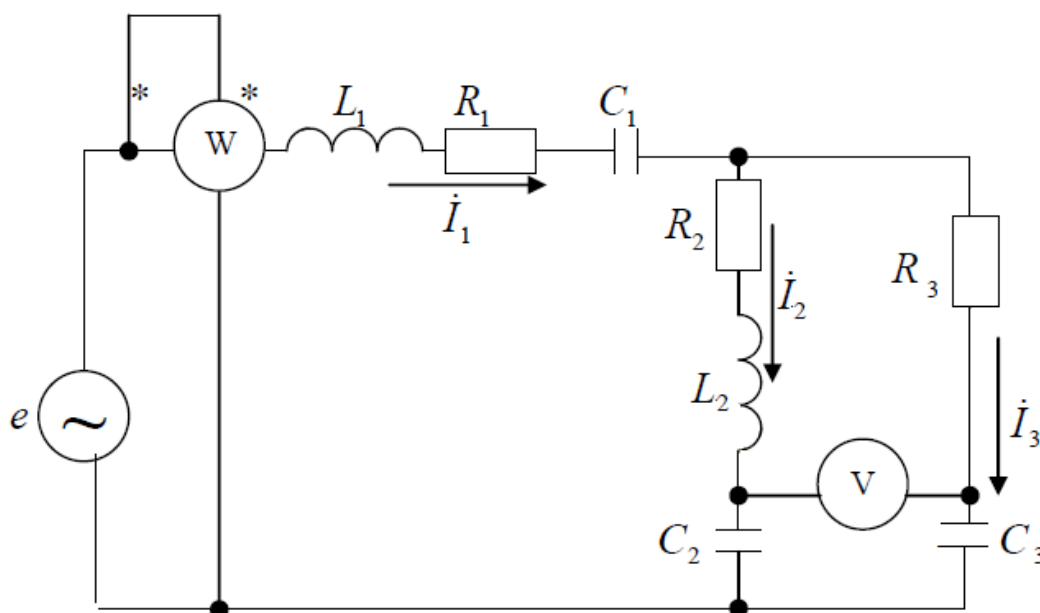 * *
W
L₁
R₁
C₁
İ₁
R₂
İ₂
R₃
L₂
İ₃
e
~
V
C₂
C₃